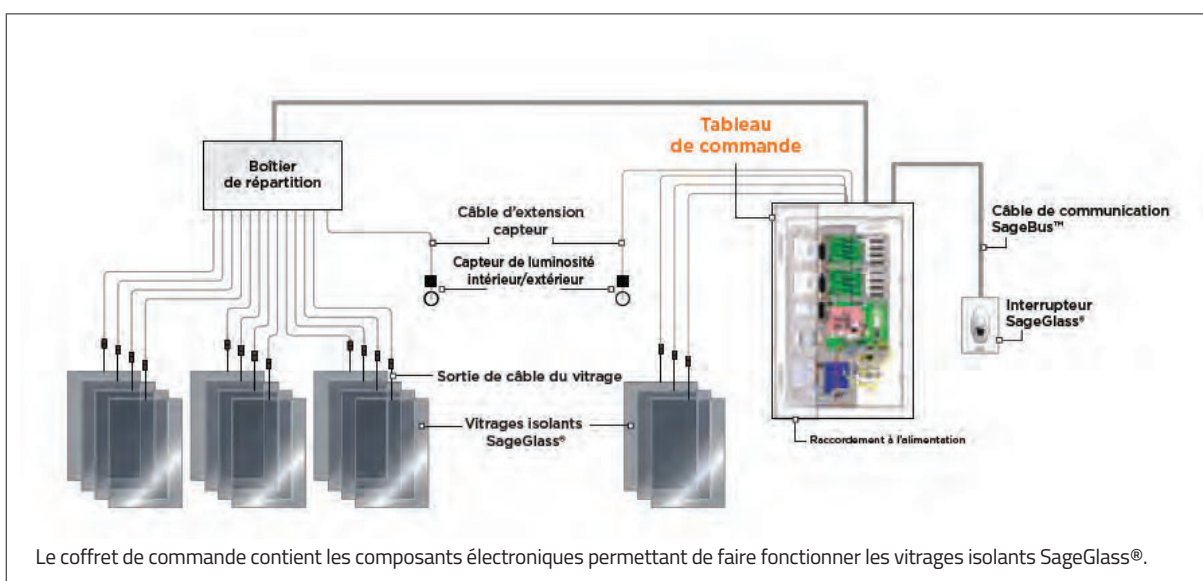 Tableau
de commande
Boîtier
de répartition
Câble d'extension
capteur
Capteur de luminosité
intérieur/extérieur
Câble de communication
SageBus™
Interrupteur
SageGlass®
Sortie de câble du vitrage
Vitrages isolants
SageGlass®
Raccordement à l'alimentation
Le coffret de commande contient les composants électroniques permettant de faire fonctionner les vitrages isolants SageGlass®.